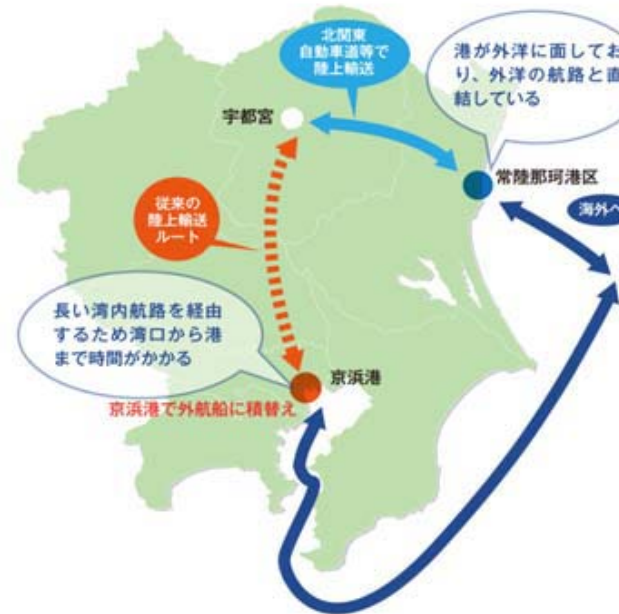 北関東
自動車道等で
陸上輸送
港が外洋に面してお
り、外洋の航路と直
結している
宇都宮
常陸那珂港区
従来の
陸上輸送
ルート
海外へ
長い湾内航路を経由
するため湾口から港
まで時間がかかる
京浜港
京浜港で外航船に積替え